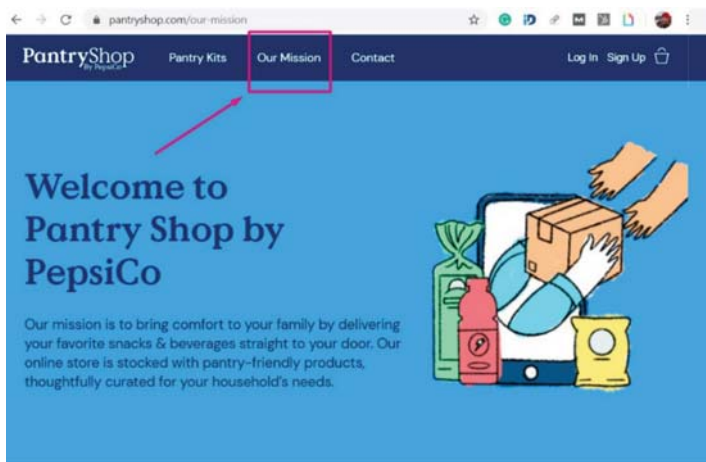 pantryshop.com/our-mission
PantryShop
By PepsiCo
Pantry Kits Our Mission Contact Log In Sign Up
Welcome to
Pantry Shop by
PepsiCo
Our mission is to bring comfort to your family by delivering
your favorite snacks & beverages straight to your door. Our
online store is stocked with pantry-friendly products,
thoughtfully curated for your household's needs.